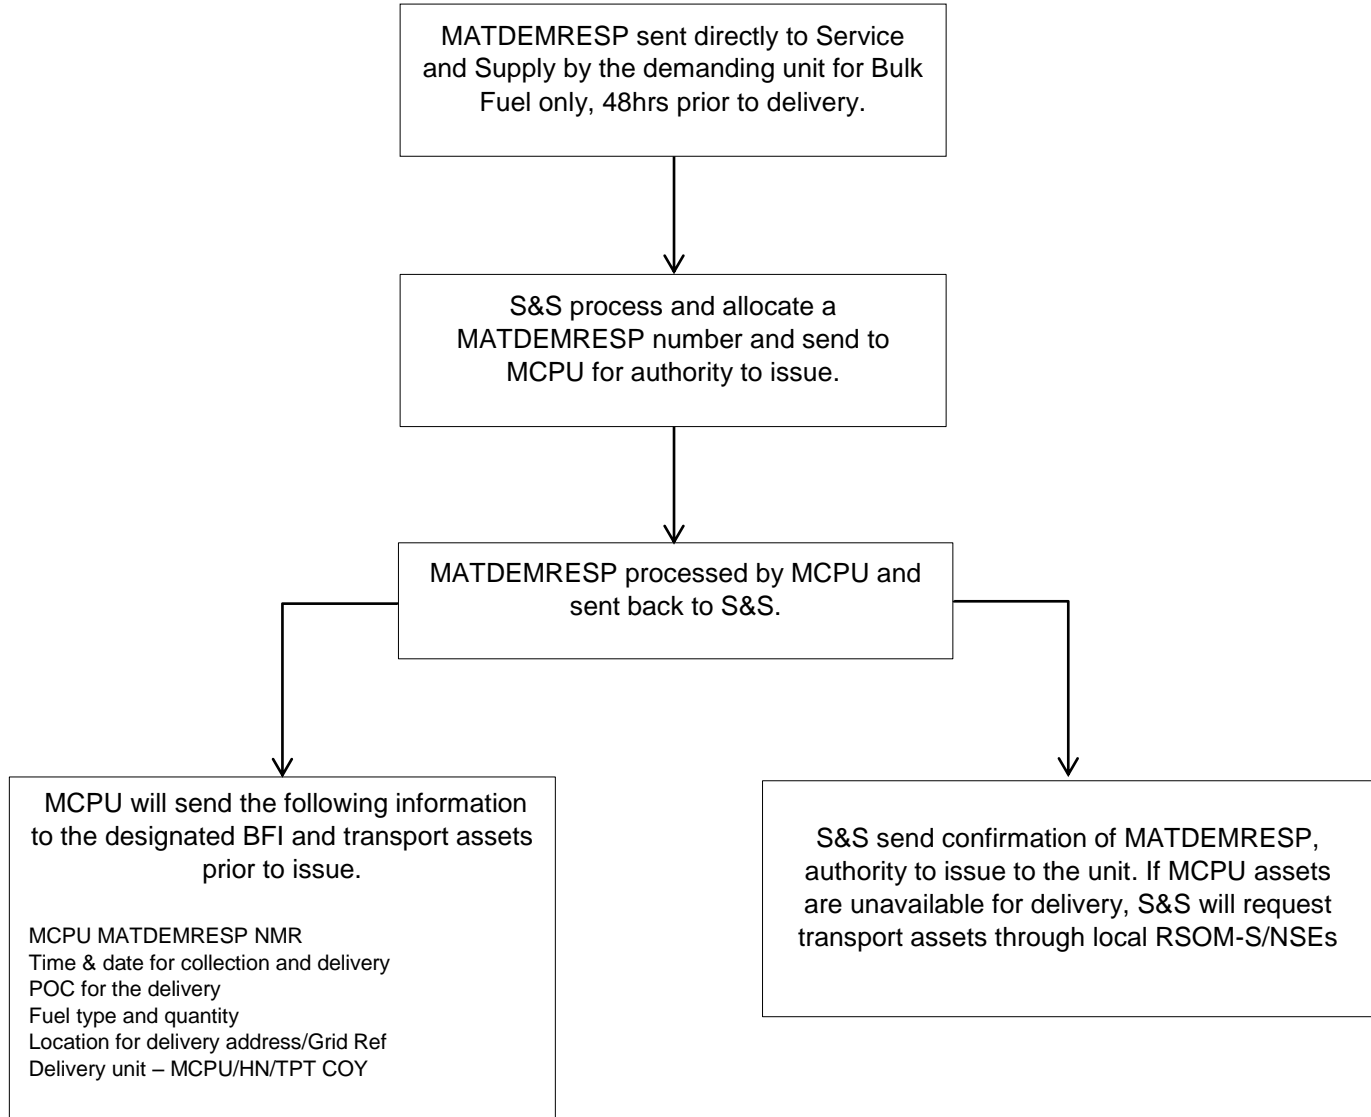 MATDEMRESP sent directly to Service
and Supply by the demanding unit for Bulk
Fuel only, 48hrs prior to delivery.
S&S process and allocate a
MATDEMRESP number and send to
MCPU for authority to issue.
MATDEMRESP processed by MCPU and
sent back to S&S.
MCPU will send the following information
to the designated BFI and transport assets
prior to issue.
MCPU MATDEMRESP NMR
Time & date for collection and delivery
POC for the delivery
Fuel type and quantity
Location for delivery address/Grid Ref
Delivery unit – MCPU/HN/TPT COY
S&S send confirmation of MATDEMRESP,
authority to issue to the unit. If MCPU assets
are unavailable for delivery, S&S will request
transport assets through local RSOM-S/NSEs